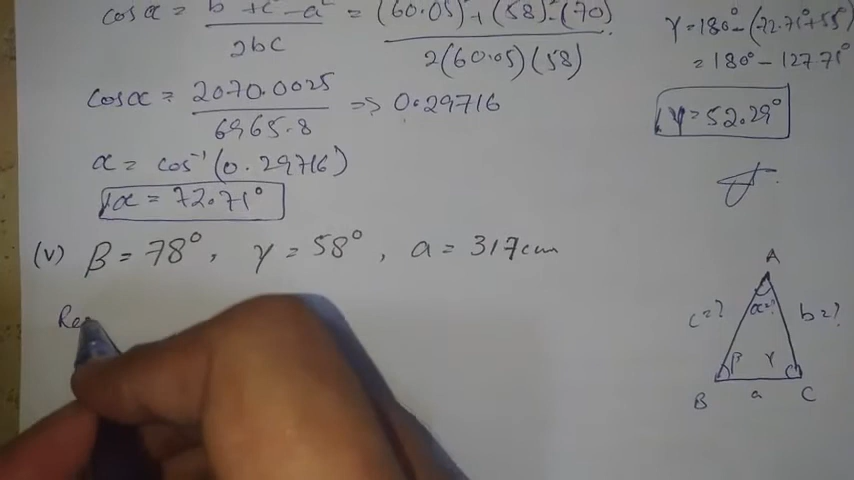 cosα = b² + c² - a² / 2bc = (60.05)² + (58)² - (70)² / 2(60.05)(58)
cosα = 2070.0025 / 6965.8 => 0.29716
α = cos⁻¹(0.29716)
α = 72.71°
γ = 180° - (72.71° + 55°)
= 180° - 127.71°
γ = 52.29°
(v) β = 78°, γ = 58°, a = 317cm
A
c = ? α=? b = ?
β γ
B a C